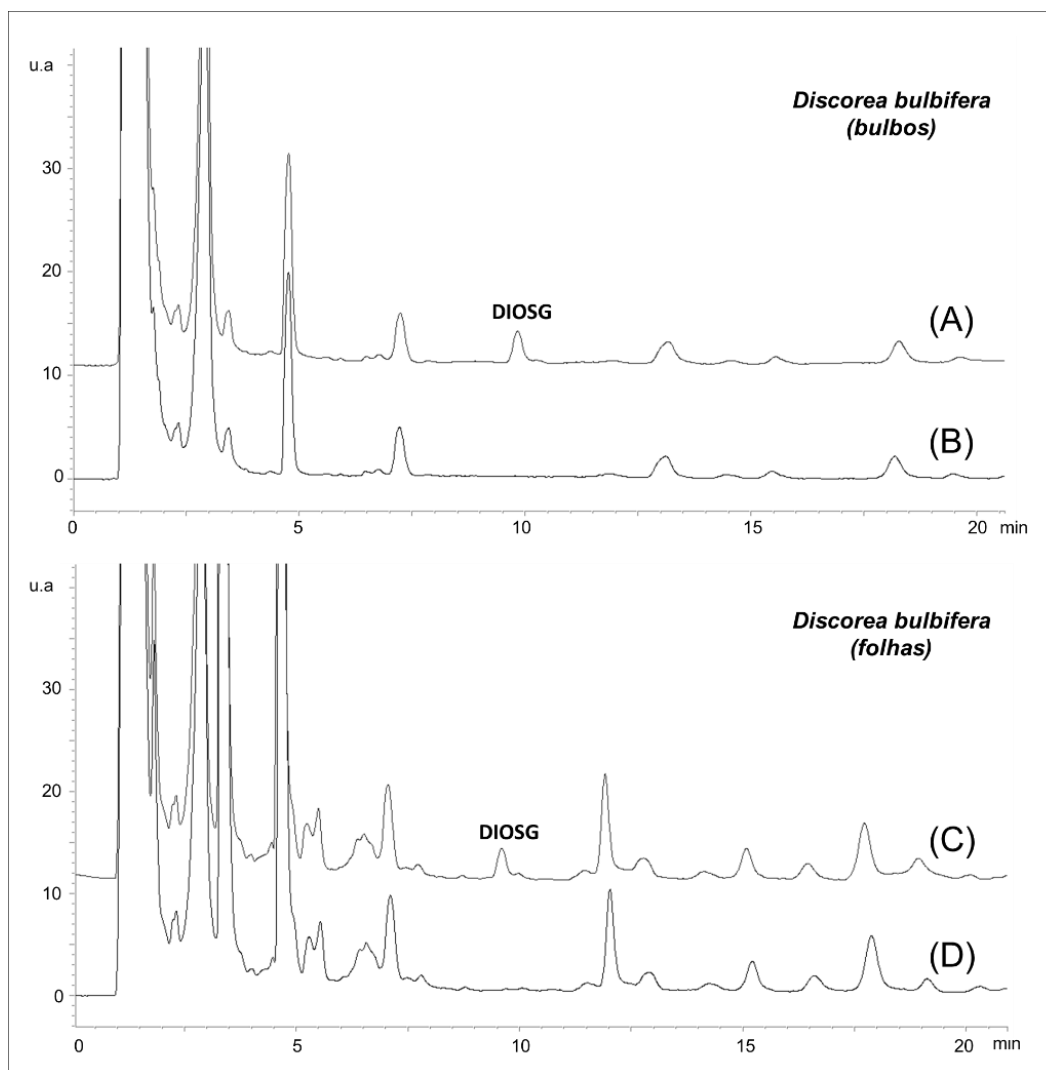 u.a
Discorea bulbifera
(bulbos)
30
20
DIOSG
(A)
10
(B)
0
0 5 10 15 20 min
u.a
Discorea bulbifera
(folhas)
30
20
DIOSG
(C)
10
(D)
0
0 5 10 15 20 min